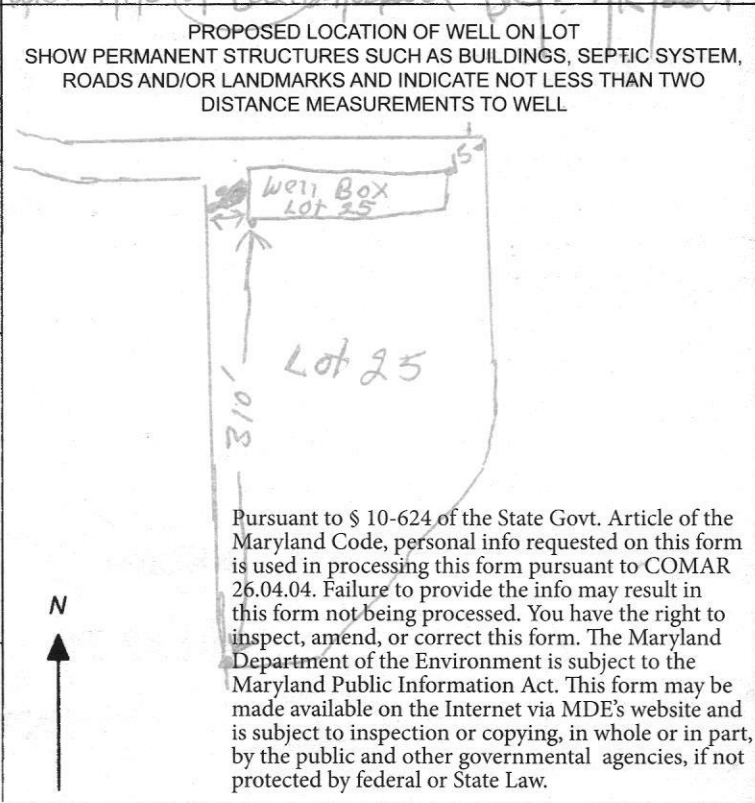 PROPOSED LOCATION OF WELL ON LOT
SHOW PERMANENT STRUCTURES SUCH AS BUILDINGS, SEPTIC SYSTEM,
ROADS AND/OR LANDMARKS AND INDICATE NOT LESS THAN TWO
DISTANCE MEASUREMENTS TO WELL
5'
Well Box
Lot 25
Lot 25
310'
N
Pursuant to § 10-624 of the State Govt. Article of the
Maryland Code, personal info requested on this form
is used in processing this form pursuant to COMAR
26.04.04. Failure to provide the info may result in
this form not being processed. You have the right to
inspect, amend, or correct this form. The Maryland
Department of the Environment is subject to the
Maryland Public Information Act. This form may be
made available on the Internet via MDE's website and
is subject to inspection or copying, in whole or in part,
by the public and other governmental agencies, if not
protected by federal or State Law.